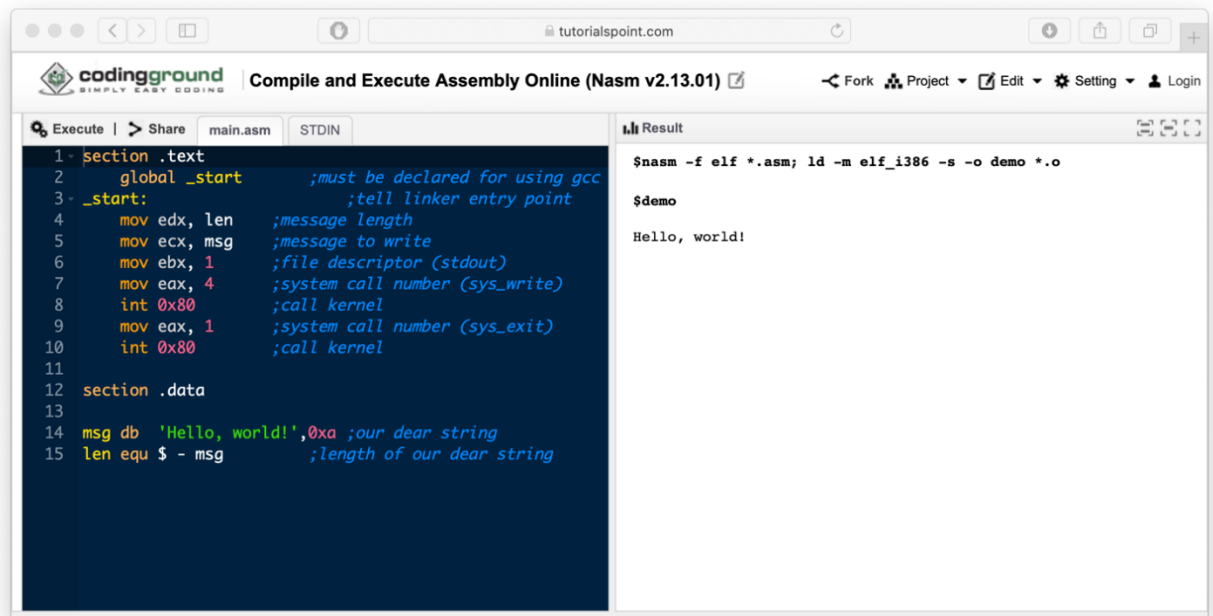 tutorialspoint.com
codingground
SIMPLY EASY CODING
Compile and Execute Assembly Online (Nasm v2.13.01)
Fork Project Edit Setting Login
Execute | Share main.asm STDIN
Result
1 section .text
2 global _start ;must be declared for using gcc
3 _start: ;tell linker entry point
4 mov edx, len ;message length
5 mov ecx, msg ;message to write
6 mov ebx, 1 ;file descriptor (stdout)
7 mov eax, 4 ;system call number (sys_write)
8 int 0x80 ;call kernel
9 mov eax, 1 ;system call number (sys_exit)
10 int 0x80 ;call kernel
11
12 section .data
13
14 msg db 'Hello, world!',0xa ;our dear string
15 len equ $ - msg ;length of our dear string
$nasm -f elf *.asm; ld -m elf_i386 -s -o demo *.o
$demo
Hello, world!